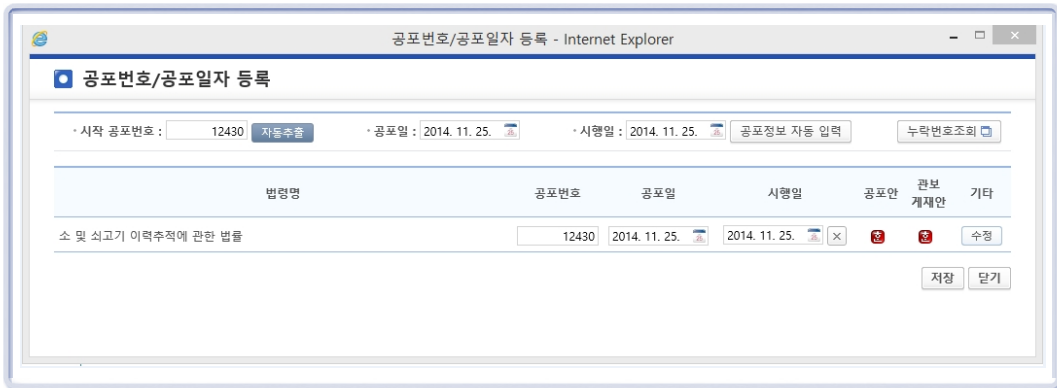 공포번호/공포일자 등록 - Internet Explorer
공포번호/공포일자 등록
· 시작 공포번호 : 12430 자동추출 · 공포일 : 2014. 11. 25. · 시행일 : 2014. 11. 25. 공포정보 자동 입력 누락번호조회
법령명 공포번호 공포일 시행일 공포안 관보 게재안 기타
소 및 쇠고기 이력추적에 관한 법률 12430 2014. 11. 25. 2014. 11. 25. 수정
저장 닫기